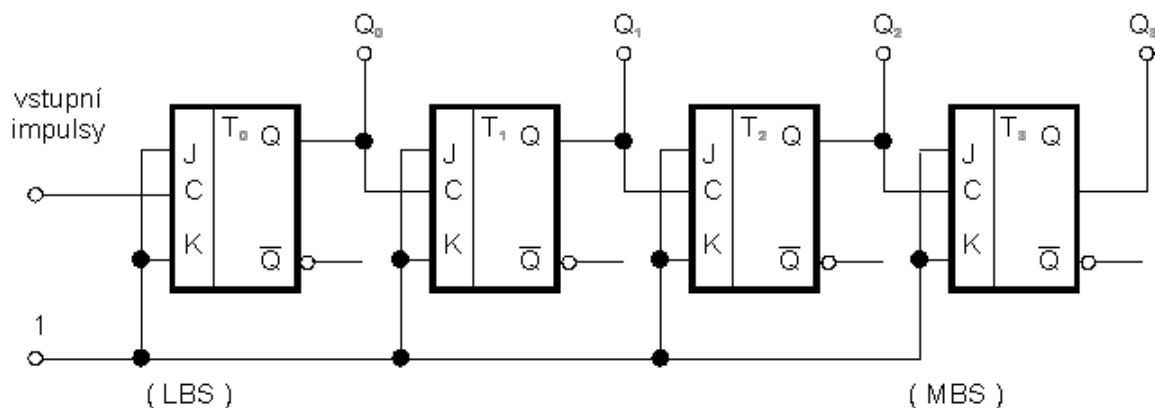 Q₀ Q₁ Q₂ Q₃
vstupní
impulsy
T₀ Q T₁ Q T₂ Q T₃ Q
J J J J
C C C C
K K K K
Q̅ Q̅ Q̅ Q̅
1
( LBS ) ( MBS )